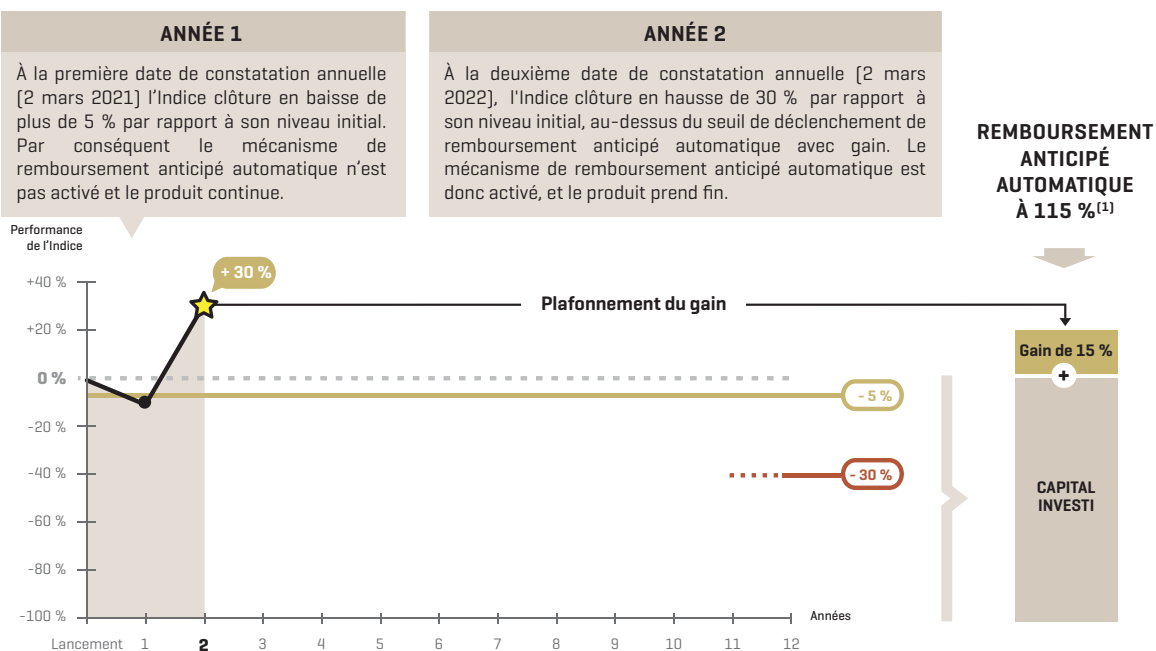 ANNÉE 1
À la première date de constatation annuelle
(2 mars 2021) l’Indice clôture en baisse de
plus de 5 % par rapport à son niveau initial.
Par conséquent le mécanisme de
remboursement anticipé automatique n’est
pas activé et le produit continue.
ANNÉE 2
À la deuxième date de constatation annuelle (2 mars
2022), l'Indice clôture en hausse de 30 % par rapport à
son niveau initial, au-dessus du seuil de déclenchement de
remboursement anticipé automatique avec gain. Le
mécanisme de remboursement anticipé automatique est
donc activé, et le produit prend fin.
REMBOURSEMENT
ANTICIPÉ
AUTOMATIQUE
À 115 %(1)
Performance
de l’Indice
+40 %
+20 %
0 %
-20 %
-40 %
-60 %
-80 %
-100 %
+ 30 %
Plafonnement du gain
- 5 %
- 30 %
Gain de 15 %
+
CAPITAL
INVESTI
Années
Lancement 1 2 3 4 5 6 7 8 9 10 11 12